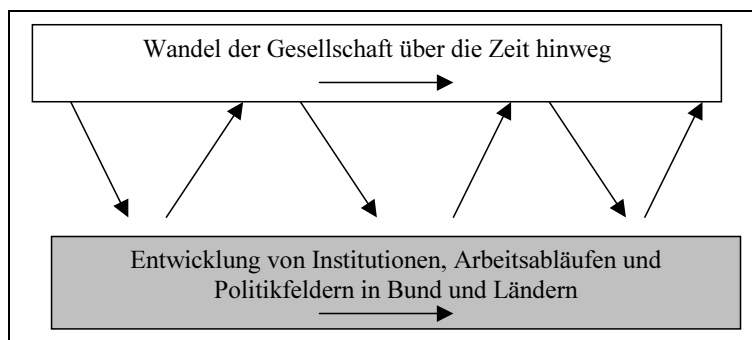 Wandel der Gesellschaft über die Zeit hinweg
Entwicklung von Institutionen, Arbeitsabläufen und
Politikfeldern in Bund und Ländern